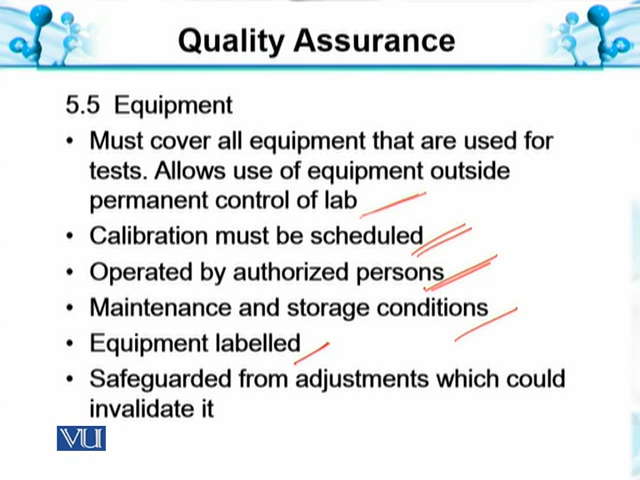 Quality Assurance
5.5 Equipment
• Must cover all equipment that are used for
tests. Allows use of equipment outside
permanent control of lab
• Calibration must be scheduled
• Operated by authorized persons
• Maintenance and storage conditions
• Equipment labelled
• Safeguarded from adjustments which could
invalidate it
VU